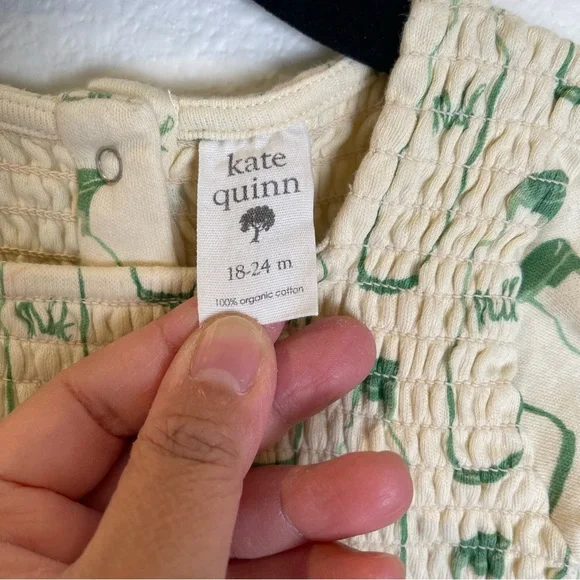 kate
quinn
18-24 m
100% organic cotton